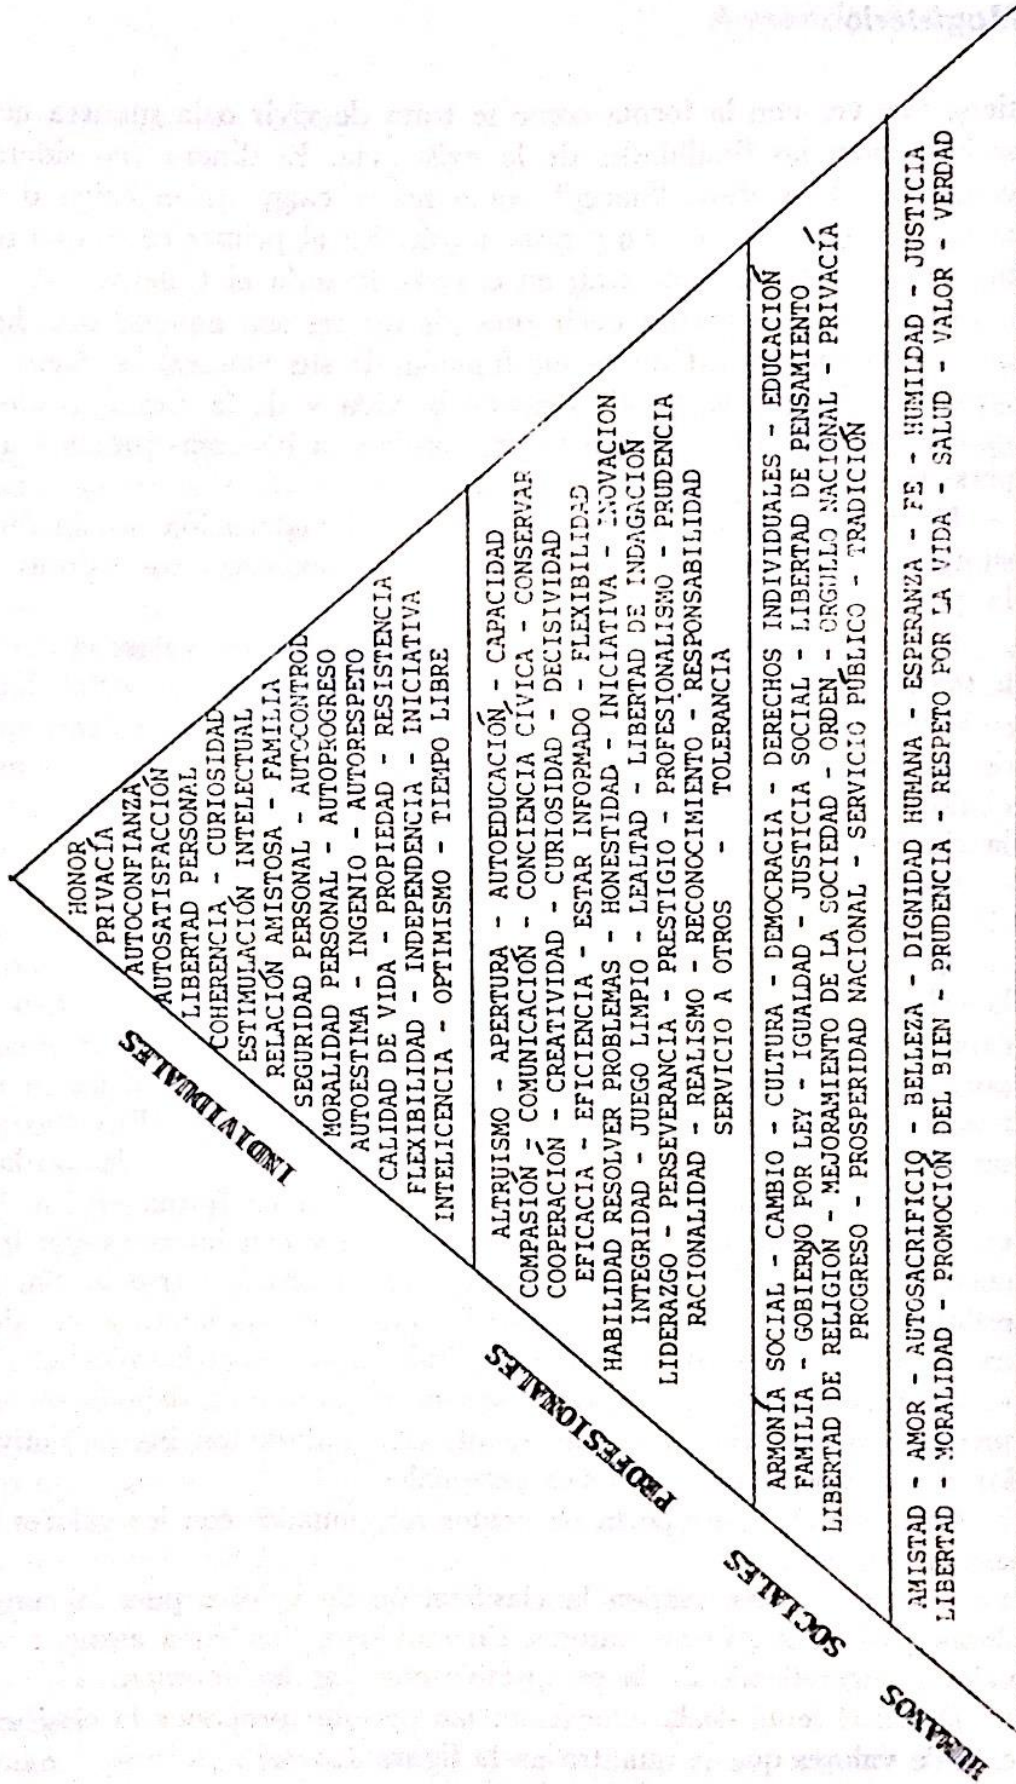 INDIVIDUALES
HONOR
PRIVACÍA
AUTOCONFIANZA
AUTOSATISFACCIÓN
LIBERTAD PERSONAL
COHERENCIA - CURIOSIDAD
ESTIMULACIÓN INTELECTUAL
RELACIÓN AMISTOSA - FAMILIA
SEGURIDAD PERSONAL - AUTOCONTROL
MORALIDAD PERSONAL - AUTOPROGRESO
AUTOESTIMA - INGENIO - AUTORESPETO
CALIDAD DE VIDA - PROPIEDAD - RESISTENCIA
FLEXIBILIDAD - INDEPENDENCIA - INICIATIVA
INTELICENCIA - OPTIMISMO - TIEMPO LIBRE
PROFESIONALES
ALTRUISMO - APERTURA - AUTOEDUCACIÓN - CAPACIDAD
COMPASIÓN - COMUNICACIÓN - CONCIENCIA CÍVICA - CONSERVAR
COOPERACIÓN - CREATIVIDAD - CURIOSIDAD - DECISIVIDAD
EFICACIA - EFICIENCIA - ESTAR INFORMADO - FLEXIBILIDAD
HABILIDAD RESOLVER PROBLEMAS - HONESTIDAD - INICIATIVA - INOVACION
INTEGRIDAD - JUEGO LIMPIO - LEALTAD - LIBERTAD DE INDAGACIÓN
LIDERAZGO - PERSEVERANCIA - PRESTIGIO - PROFESIONALISMO - PRUDENCIA
RACIONALIDAD - REALISMO - RECONOCIMIENTO - RESPONSABILIDAD
SERVICIO A OTROS - TOLERANCIA
SOCIALES
ARMONÍA SOCIAL - CAMBIO - CULTURA - DEMOCRACIA - DERECHOS INDIVIDUALES - EDUCACIÓN
FAMILIA - GOBIERNO POR LEY - IGUALDAD - JUSTICIA SOCIAL - LIBERTAD DE PENSAMIENTO
LIBERTAD DE RELIGIÓN - MEJORAMIENTO DE LA SOCIEDAD - ORDEN - ORGULLO NACIONAL - PRIVACÍA
PROGRESO - PROSPERIDAD NACIONAL - SERVICIO PÚBLICO - TRADICIÓN
HUMANOS
AMISTAD - AMOR - AUTOSACRIFICIO - BELLEZA - DIGNIDAD HUMANA - ESPERANZA - FE - HUMILDAD - JUSTICIA
LIBERTAD - MORALIDAD - PROMOCIÓN DEL BIEN - PRUDENCIA - RESPETO POR LA VIDA - SALUD - VALOR - VERDAD